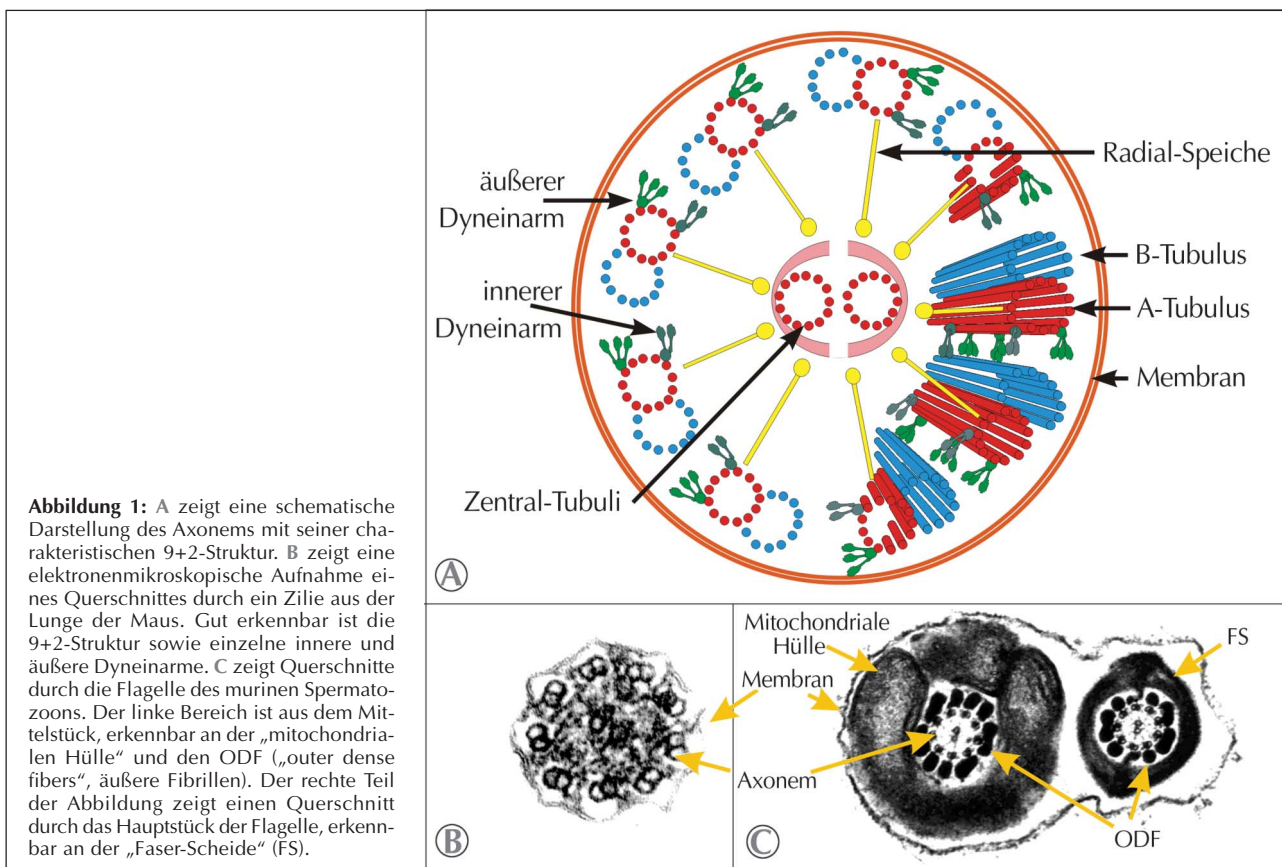 Abbildung 1: A zeigt eine schematische
Darstellung des Axonems mit seiner cha-
rakteristischen 9+2-Struktur. B zeigt eine
elektronenmikroskopische Aufnahme ei-
nes Querschnittes durch ein Zilie aus der
Lunge der Maus. Gut erkennbar ist die
9+2-Struktur sowie einzelne innere und
äußere Dyneinarme. C zeigt Querschnitte
durch die Flagelle des murinen Spermato-
zoons. Der linke Bereich ist aus dem Mit-
telstück, erkennbar an der „mitochondria-
len Hülle“ und den ODF („outer dense
fibers“, äußere Fibrillen). Der rechte Teil
der Abbildung zeigt einen Querschnitt
durch das Hauptstück der Flagelle, erkenn-
bar an der „Faser-Scheide“ (FS).
äußerer
Dyneinarm
innerer
Dyneinarm
Zentral-Tubuli
Radial-Speiche
B-Tubulus
A-Tubulus
Membran
A
Mitochondriale
Hülle
Membran
Axonem
B
FS
ODF
C